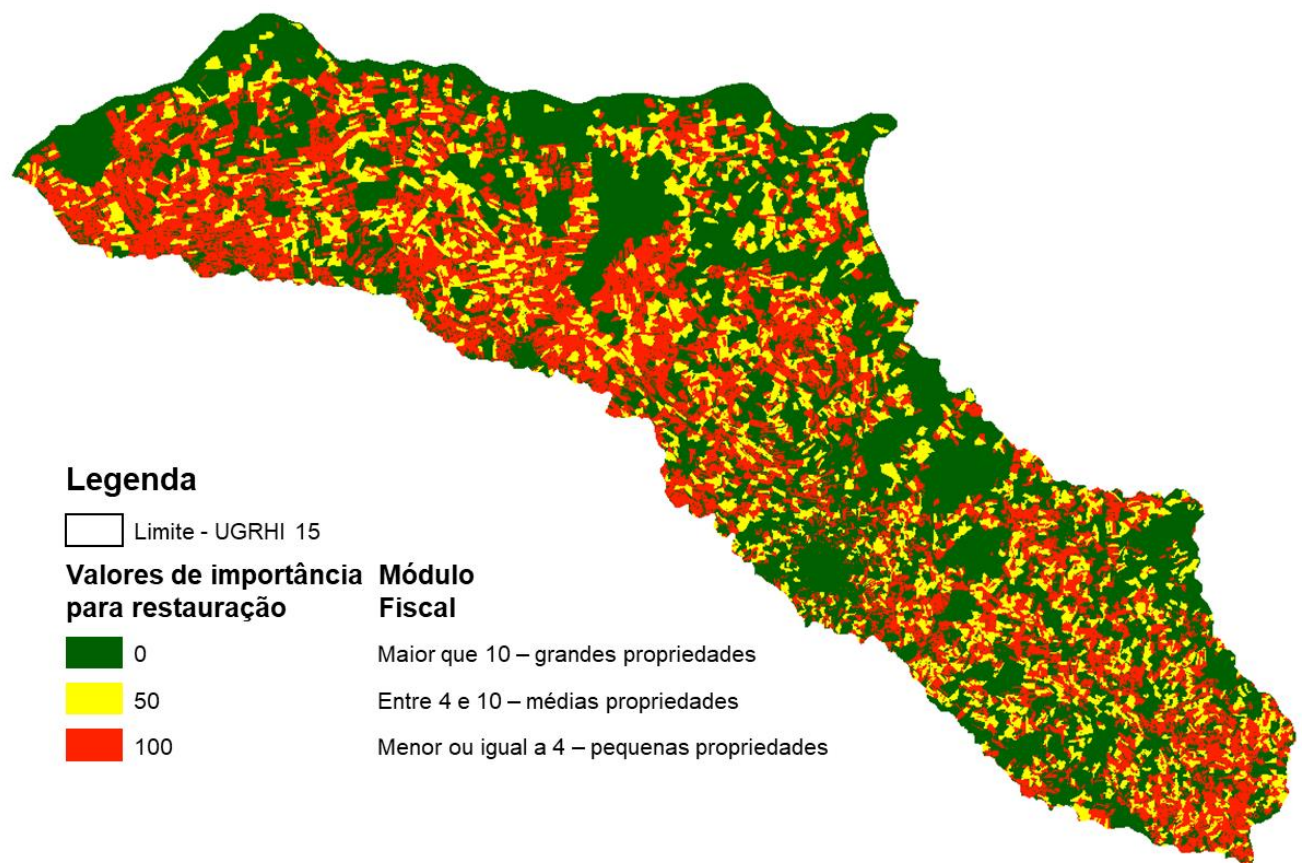 Legenda
Limite - UGRHI 15
Valores de importância Módulo
para restauração Fiscal
0 Maior que 10 – grandes propriedades
50 Entre 4 e 10 – médias propriedades
100 Menor ou igual a 4 – pequenas propriedades